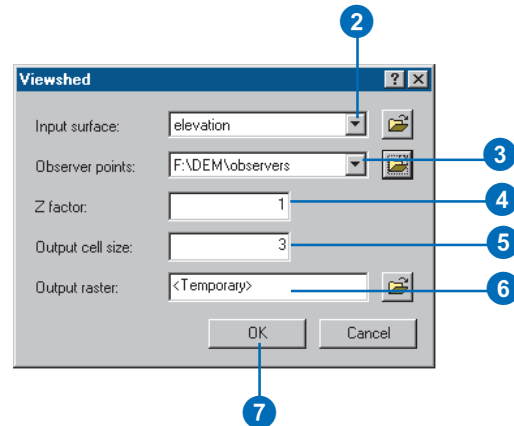 2
Viewshed
Input surface: elevation
Observer points: F:\DEM\observers 3
Z factor: 1 4
Output cell size: 3 5
Output raster: <Temporary> 6
OK Cancel
7